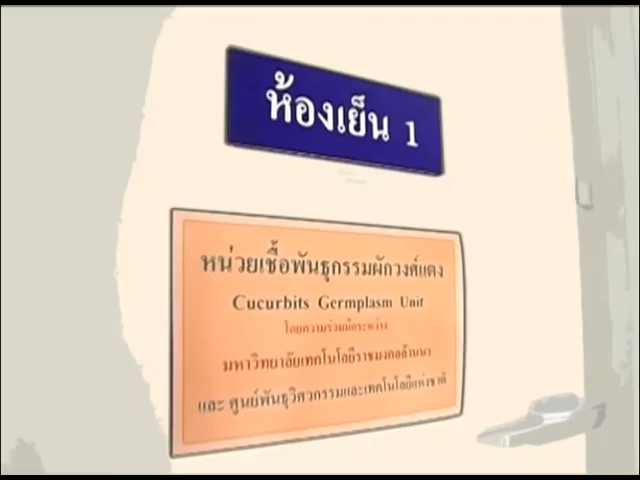 ห้องเย็น 1
หน่วยเชื้อพันธุกรรมผักวงศ์แตง
Cucurbits Germplasm Unit
โดยความร่วมมือระหว่าง
มหาวิทยาลัยเทคโนโลยีราชมงคลล้านนา
และ ศูนย์พันธุวิศวกรรมและเทคโนโลยีแห่งชาติ